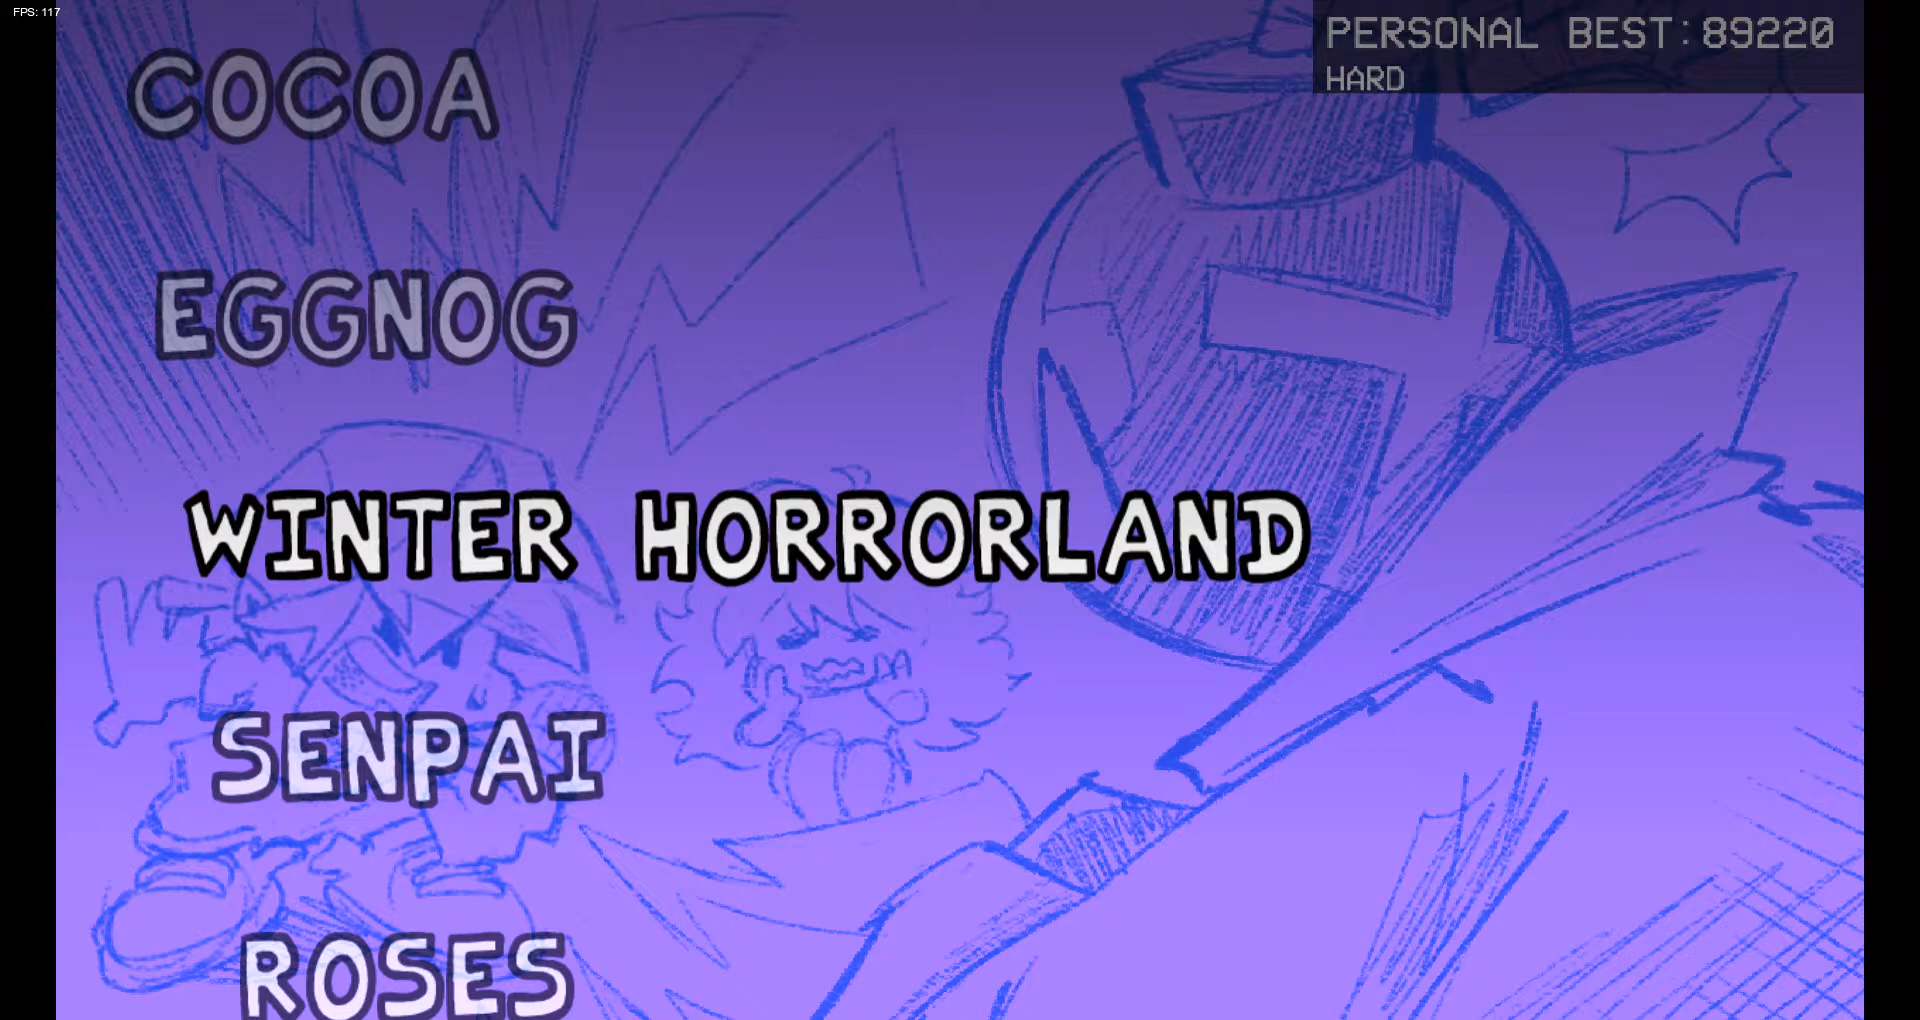 FPS: 117
PERSONAL BEST:89220
HARD
COCOA
EGGNOG
WINTER HORRORLAND
SENPAI
ROSES